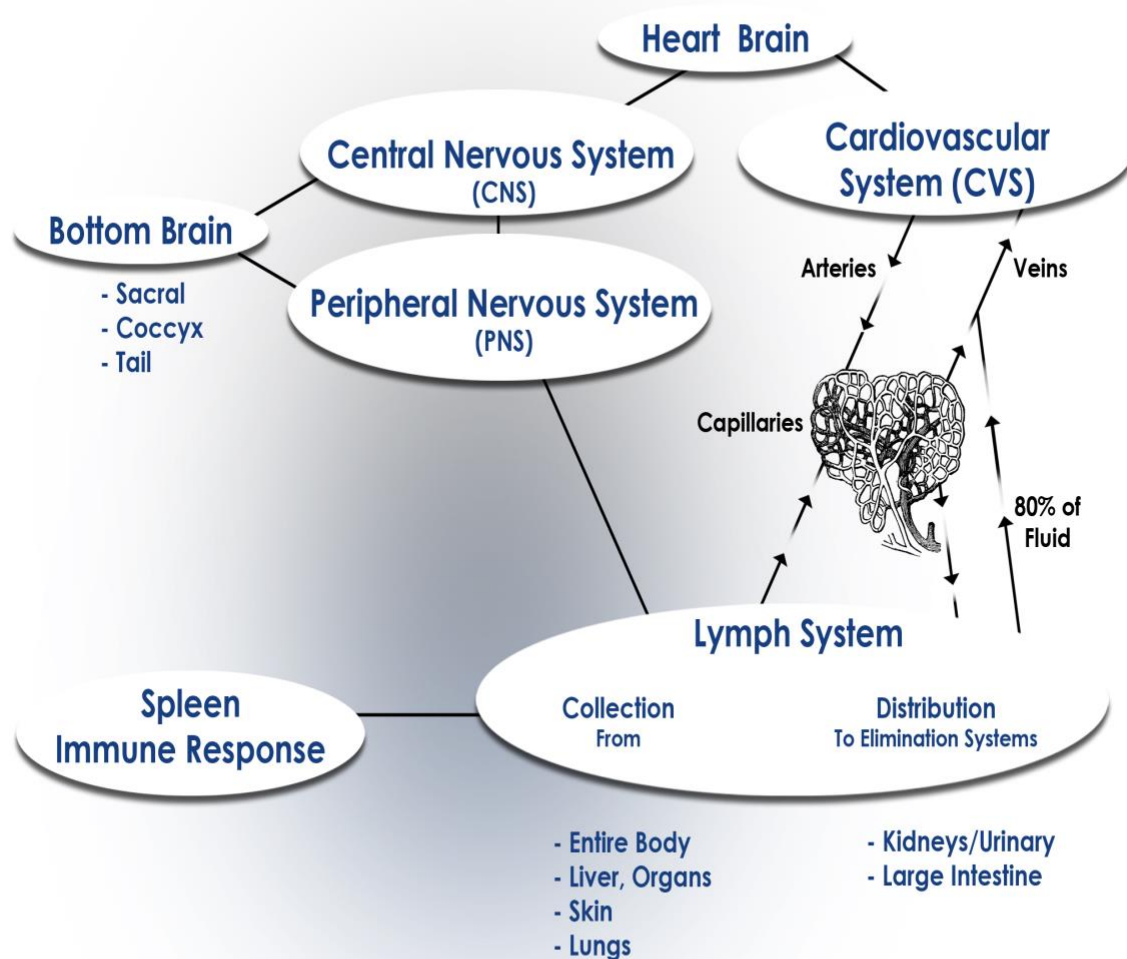 Heart Brain
Central Nervous System
(CNS)
Cardiovascular
System (CVS)
Bottom Brain
- Sacral
- Coccyx
- Tail
Peripheral Nervous System
(PNS)
Arteries
Veins
Capillaries
80% of
Fluid
Lymph System
Collection
From
Distribution
To Elimination Systems
Spleen
Immune Response
- Entire Body
- Liver, Organs
- Skin
- Lungs
- Kidneys/Urinary
- Large Intestine